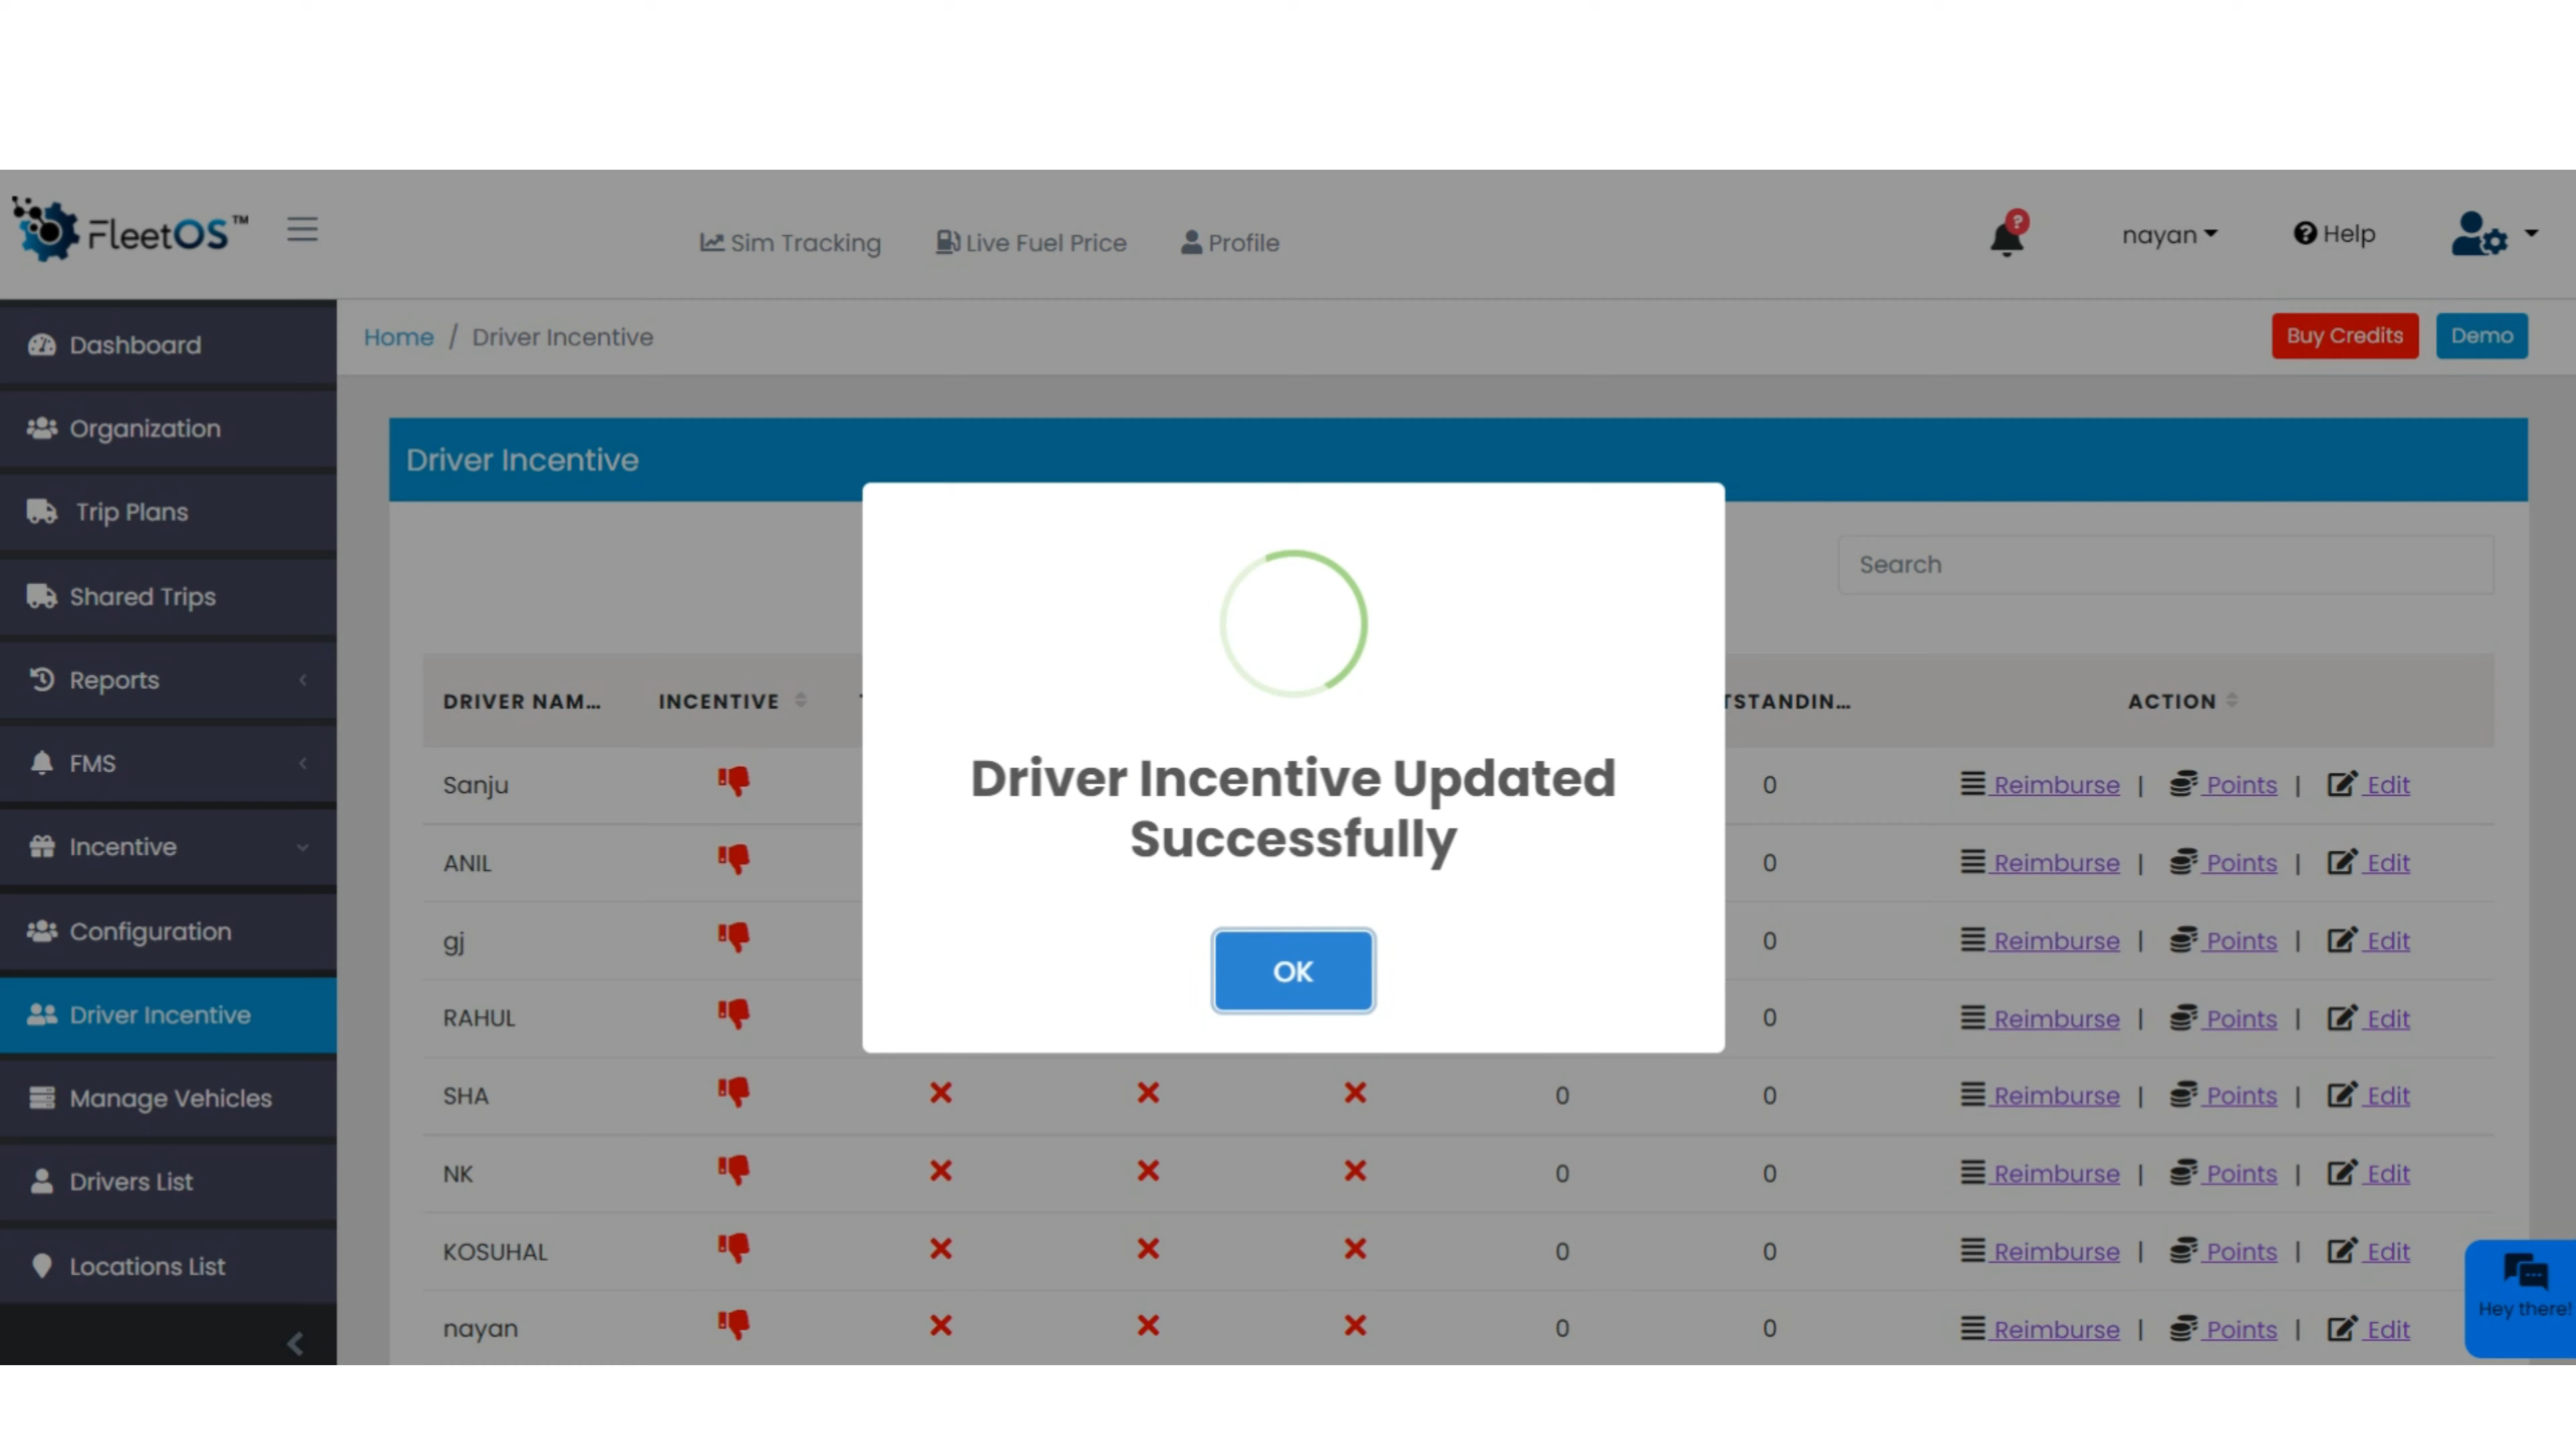 FleetOS™
Sim Tracking
Live Fuel Price
Profile
?
nayan
Help
Home / Driver Incentive
Buy Credits
Demo
Dashboard
Organization
Trip Plans
Shared Trips
Reports
FMS
Incentive
Configuration
Driver Incentive
Manage Vehicles
Drivers List
Locations List
Driver Incentive
Search
DRIVER NAM... INCENTIVE TSTANDIN... ACTION
Sanju 0 Reimburse | Points | Edit
ANIL 0 Reimburse | Points | Edit
gj 0 Reimburse | Points | Edit
RAHUL 0 Reimburse | Points | Edit
SHA 0 0 Reimburse | Points | Edit
NK 0 0 Reimburse | Points | Edit
KOSUHAL 0 0 Reimburse | Points | Edit
nayan 0 0 Reimburse | Points | Edit
Driver Incentive Updated
Successfully
OK
Hey there!